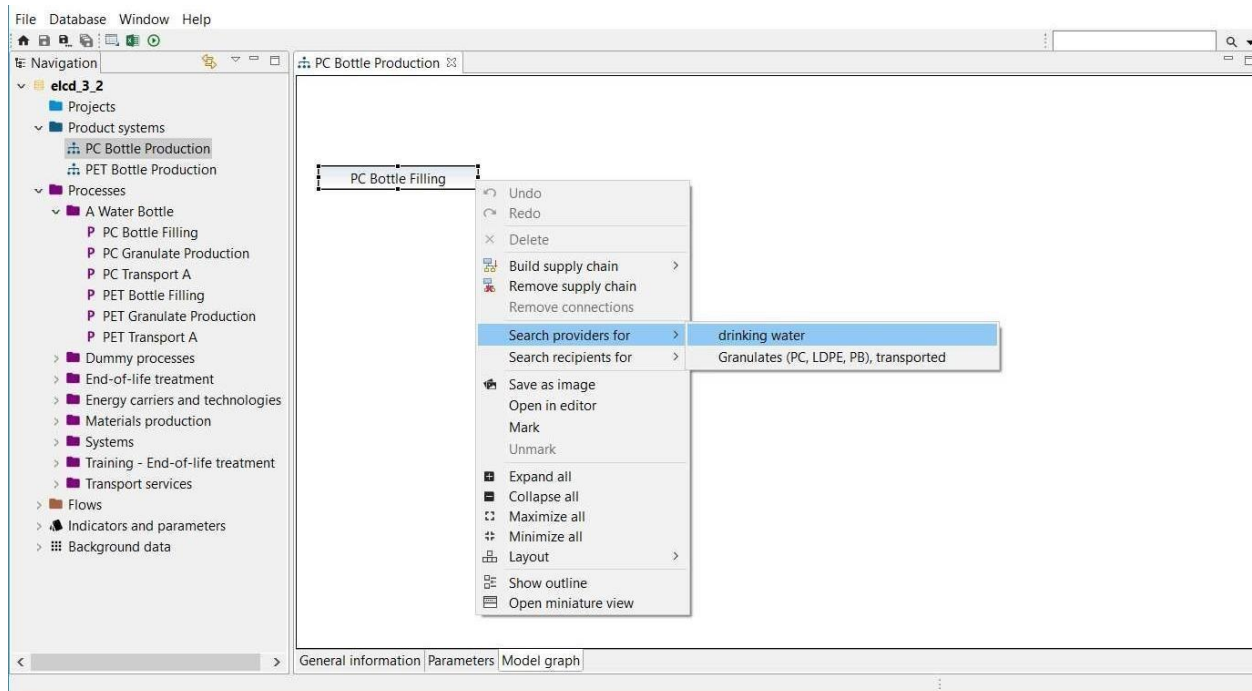 File Database Window Help
Navigation
PC Bottle Production
elcd_3_2
Projects
Product systems
PC Bottle Production
PET Bottle Production
Processes
A Water Bottle
P PC Bottle Filling
P PC Granulate Production
P PC Transport A
P PET Bottle Filling
P PET Granulate Production
P PET Transport A
Dummy processes
End-of-life treatment
Energy carriers and technologies
Materials production
Systems
Training - End-of-life treatment
Transport services
Flows
Indicators and parameters
Background data
PC Bottle Filling
Undo
Redo
Delete
Build supply chain
Remove supply chain
Remove connections
Search providers for
Search recipients for
drinking water
Granulates (PC, LDPE, PB), transported
Save as image
Open in editor
Mark
Unmark
Expand all
Collapse all
Maximize all
Minimize all
Layout
Show outline
Open miniature view
General information Parameters Model graph